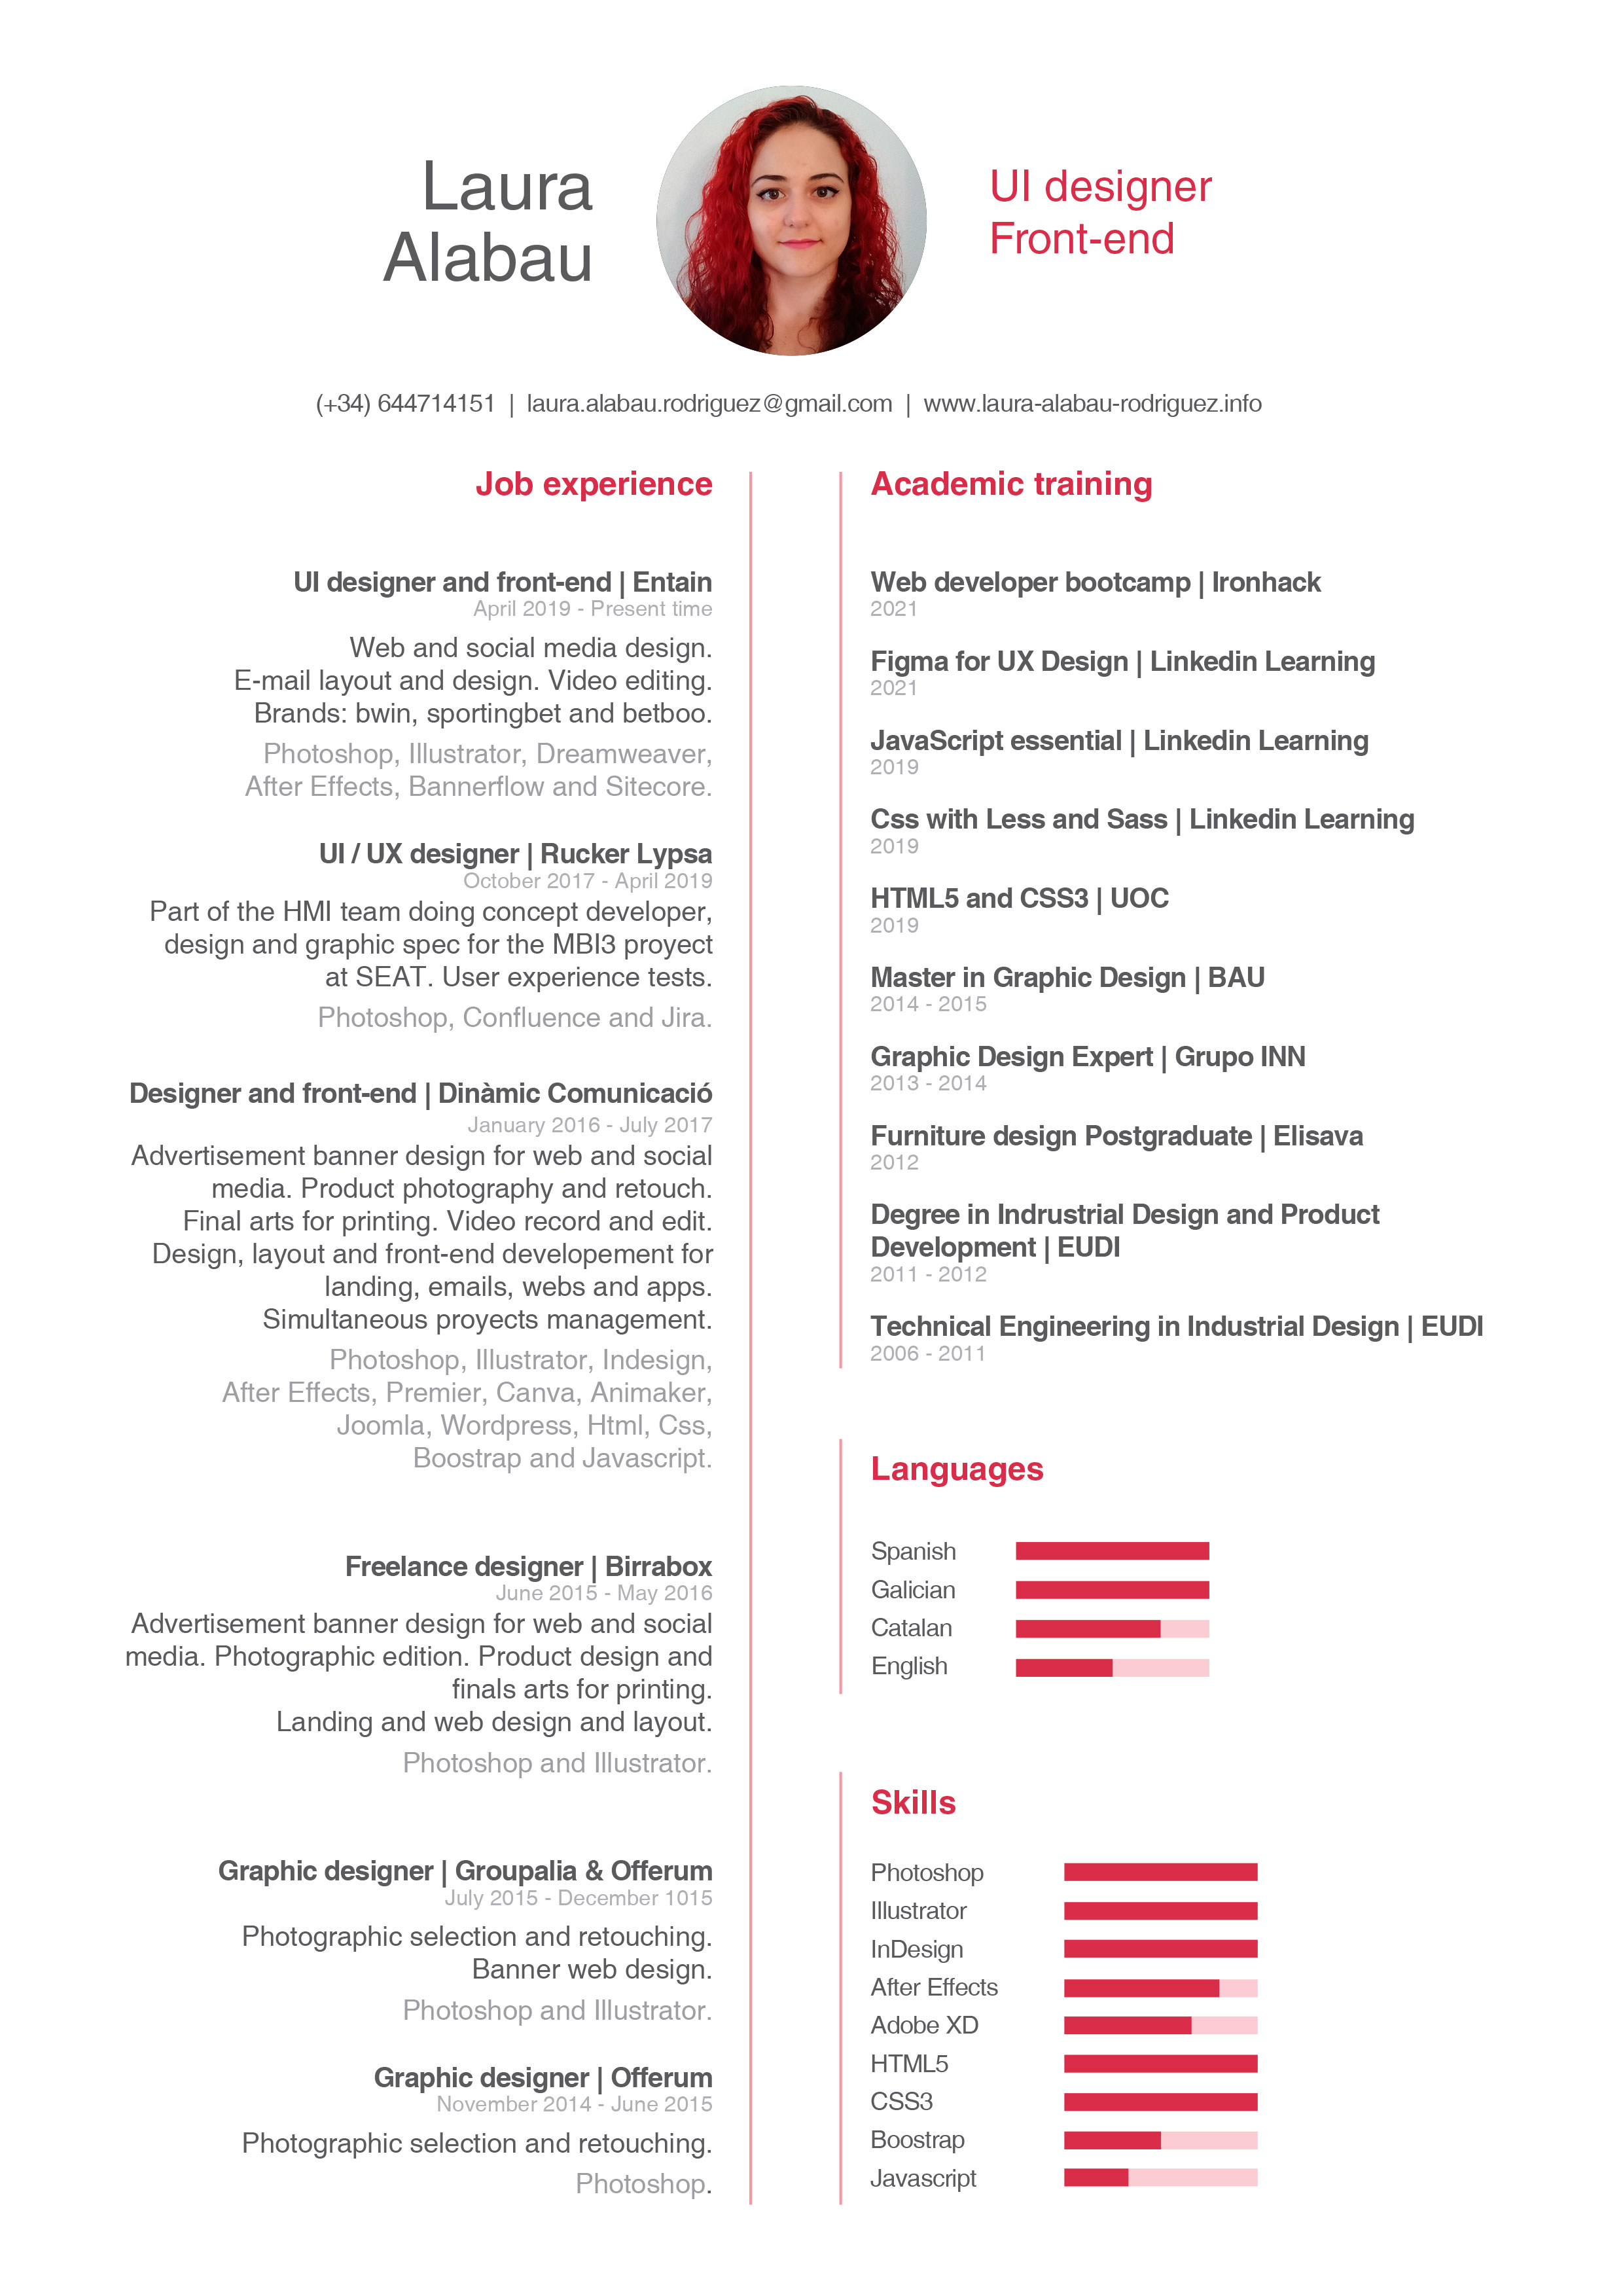 Laura
Alabau
UI designer
Front-end
(+34) 644714151 | laura.alabau.rodriguez@gmail.com | www.laura-alabau-rodriguez.info
Job experience
UI designer and front-end | Entain
April 2019 - Present time
Web and social media design.
E-mail layout and design. Video editing.
Brands: bwin, sportingbet and betboo.
Photoshop, Illustrator, Dreamweaver,
After Effects, Bannerflow and Sitecore.
UI / UX designer | Rucker Lypsa
October 2017 - April 2019
Part of the HMI team doing concept developer,
design and graphic spec for the MBI3 proyect
at SEAT. User experience tests.
Photoshop, Confluence and Jira.
Designer and front-end | Dinàmic Comunicació
January 2016 - July 2017
Advertisement banner design for web and social
media. Product photography and retouch.
Final arts for printing. Video record and edit.
Design, layout and front-end developement for
landing, emails, webs and apps.
Simultaneous proyects management.
Photoshop, Illustrator, Indesign,
After Effects, Premier, Canva, Animaker,
Joomla, Wordpress, Html, Css,
Boostrap and Javascript.
Freelance designer | Birrabox
June 2015 - May 2016
Advertisement banner design for web and social
media. Photographic edition. Product design and
finals arts for printing.
Landing and web design and layout.
Photoshop and Illustrator.
Graphic designer | Groupalia & Offerum
July 2015 - December 1015
Photographic selection and retouching.
Banner web design.
Photoshop and Illustrator.
Graphic designer | Offerum
November 2014 - June 2015
Photographic selection and retouching.
Photoshop.
Academic training
Web developer bootcamp | Ironhack
2021
Figma for UX Design | Linkedin Learning
2021
JavaScript essential | Linkedin Learning
2019
Css with Less and Sass | Linkedin Learning
2019
HTML5 and CSS3 | UOC
2019
Master in Graphic Design | BAU
2014 - 2015
Graphic Design Expert | Grupo INN
2013 - 2014
Furniture design Postgraduate | Elisava
2012
Degree in Indrustrial Design and Product
Development | EUDI
2011 - 2012
Technical Engineering in Industrial Design | EUDI
2006 - 2011
Languages
Spanish
Galician
Catalan
English
Skills
Photoshop
Illustrator
InDesign
After Effects
Adobe XD
HTML5
CSS3
Boostrap
Javascript